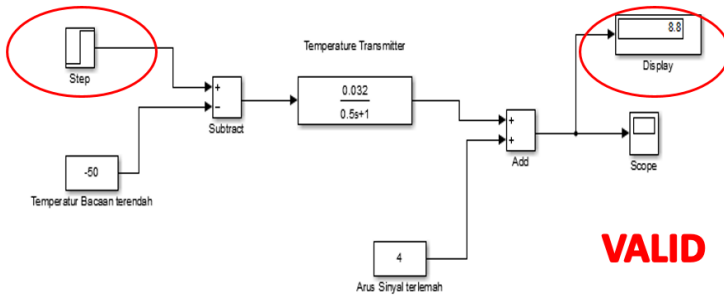 8.8
Display
Step
Temperature Transmitter
+
−
Subtract
0.032
0.5s+1
+
+
Add
Scope
-50
Temperatur Bacaan terendah
4
Arus Sinyal terlemah
VALID